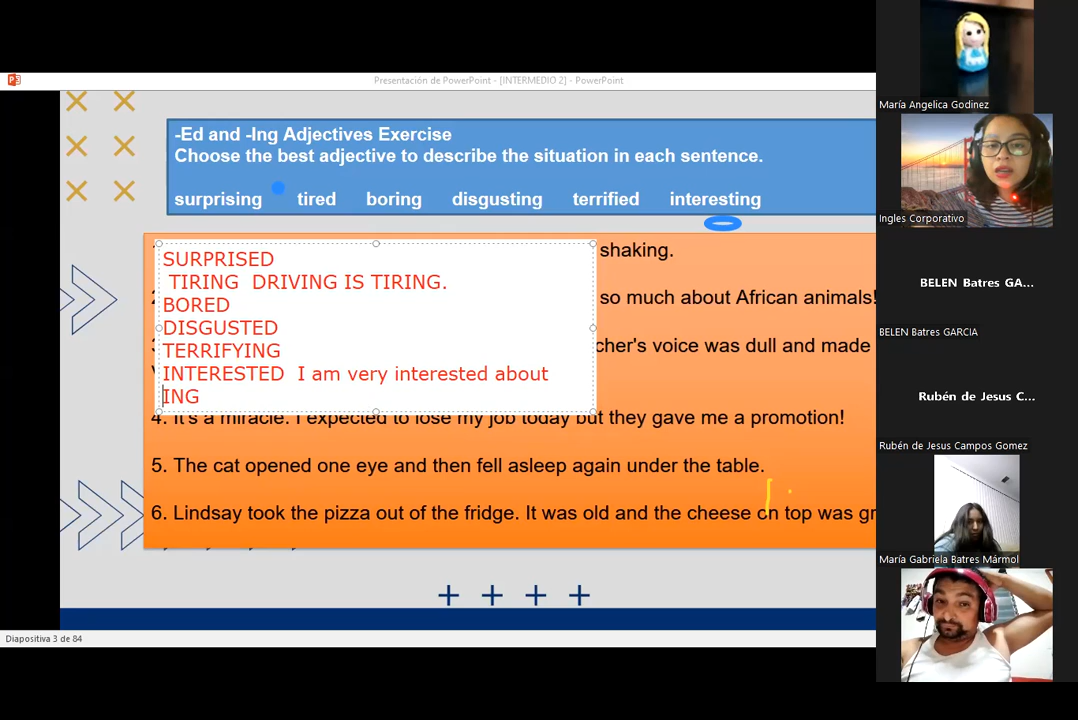 Presentación de PowerPoint - [INTERMEDIO 2] - PowerPoint
-Ed and -Ing Adjectives Exercise
Choose the best adjective to describe the situation in each sentence.
surprising tired boring disgusting terrified interesting
shaking.
SURPRISED
TIRING DRIVING IS TIRING.
so much about African animals!
BORED
DISGUSTED
cher's voice was dull and made
TERRIFYING
INTERESTED I am very interested about
ING
4. It's a miracle. I expected to lose my job today but they gave me a promotion!
5. The cat opened one eye and then fell asleep again under the table.
6. Lindsay took the pizza out of the fridge. It was old and the cheese on top was gr
Diapositiva 3 de 84
María Angelica Godinez
Ingles Corporativo
BELEN Batres GA...
BELEN Batres GARCIA
Rubén de Jesus C...
Rubén de Jesus Campos Gomez
María Gabriela Batres Mármol